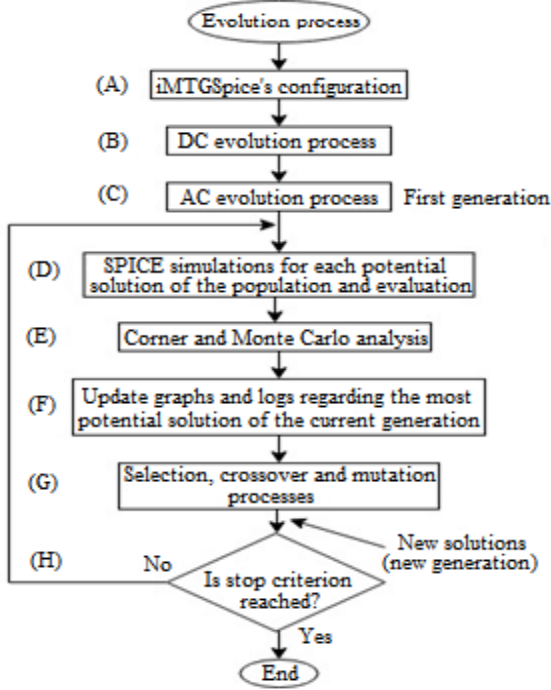 Evolution process
(A) iMTGSpice's configuration
(B) DC evolution process
(C) AC evolution process First generation
(D) SPICE simulations for each potential
solution of the population and evaluation
(E) Corner and Monte Carlo analysis
(F) Update graphs and logs regarding the most
potential solution of the current generation
(G) Selection, crossover and mutation
processes
New solutions
(new generation)
(H) No
Is stop criterion
reached?
Yes
End